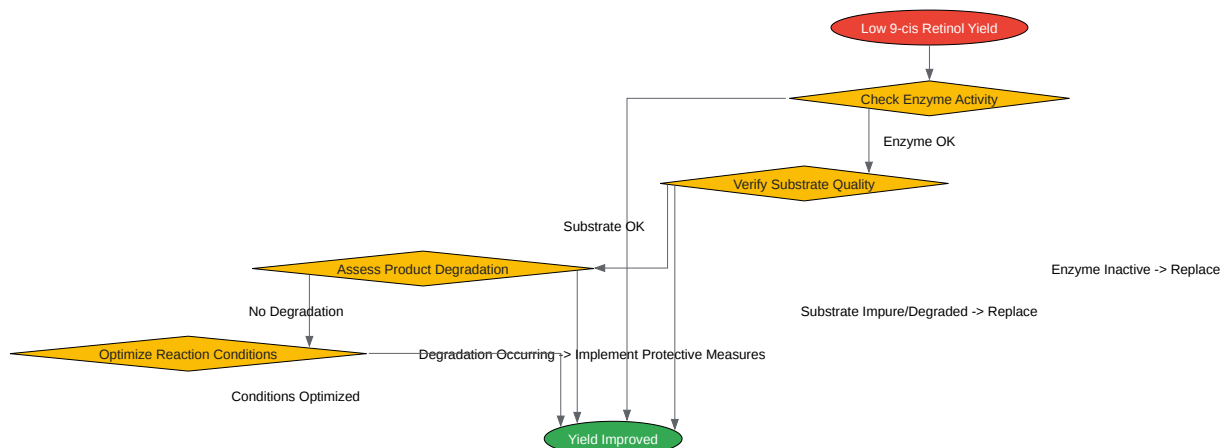 Low 9-cis Retinol Yield
Check Enzyme Activity
Enzyme OK
Verify Substrate Quality
Substrate OK
Assess Product Degradation
Enzyme Inactive -> Replace
No Degradation
Substrate Impure/Degraded -> Replace
Optimize Reaction Conditions
Degradation Occurring -> Implement Protective Measures
Conditions Optimized
Yield Improved